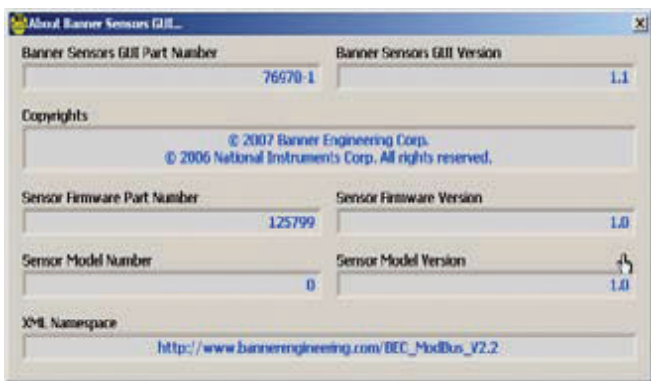 About Banner Sensors GUI...
Banner Sensors GUI Part Number
Banner Sensors GUI Version
76970-1
1.1
Copyrights
© 2007 Banner Engineering Corp.
© 2006 National Instruments Corp. All rights reserved.
Sensor Firmware Part Number
Sensor Firmware Version
125799
1.0
Sensor Model Number
Sensor Model Version
0
1.0
XML Namespace
http://www.bannerengineering.com/BEC_ModBus_V2.2